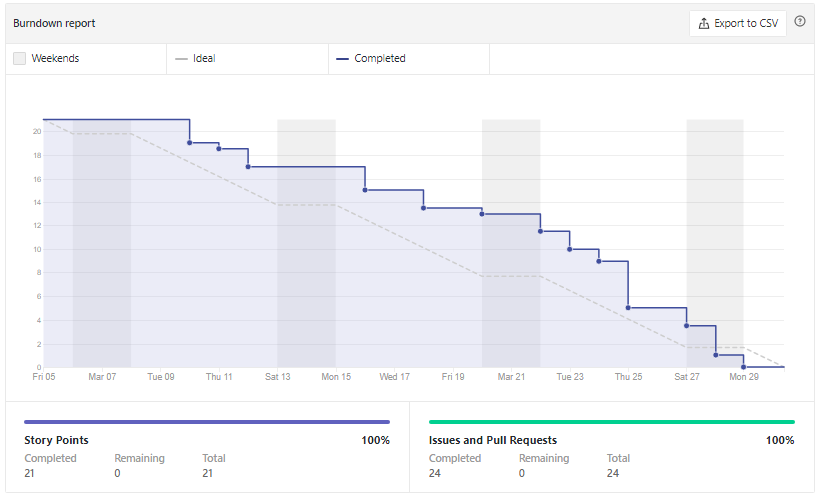 Burndown report
Export to CSV
Weekends
Ideal
Completed
20
18
16
14
12
10
8
6
4
2
0
Fri 05 Mar 07 Tue 09 Thu 11 Sat 13 Mon 15 Wed 17 Fri 19 Mar 21 Tue 23 Thu 25 Sat 27 Mon 29
Story Points 100%
Completed Remaining Total
21 0 21
Issues and Pull Requests 100%
Completed Remaining Total
24 0 24